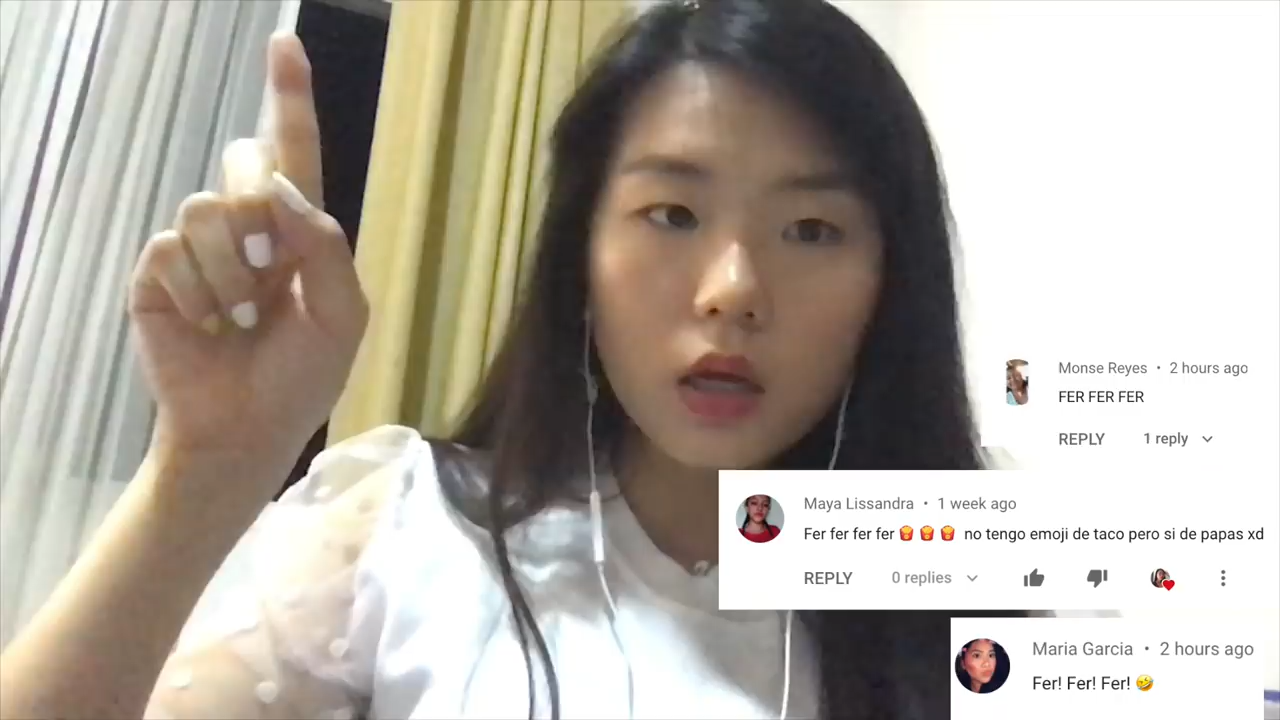 Monse Reyes • 2 hours ago
FER FER FER
REPLY 1 reply
Maya Lissandra • 1 week ago
Fer fer fer fer 🍟 🍟 🍟 no tengo emoji de taco pero si de papas xd
REPLY 0 replies
Maria Garcia • 2 hours ago
Fer! Fer! Fer! 🤣